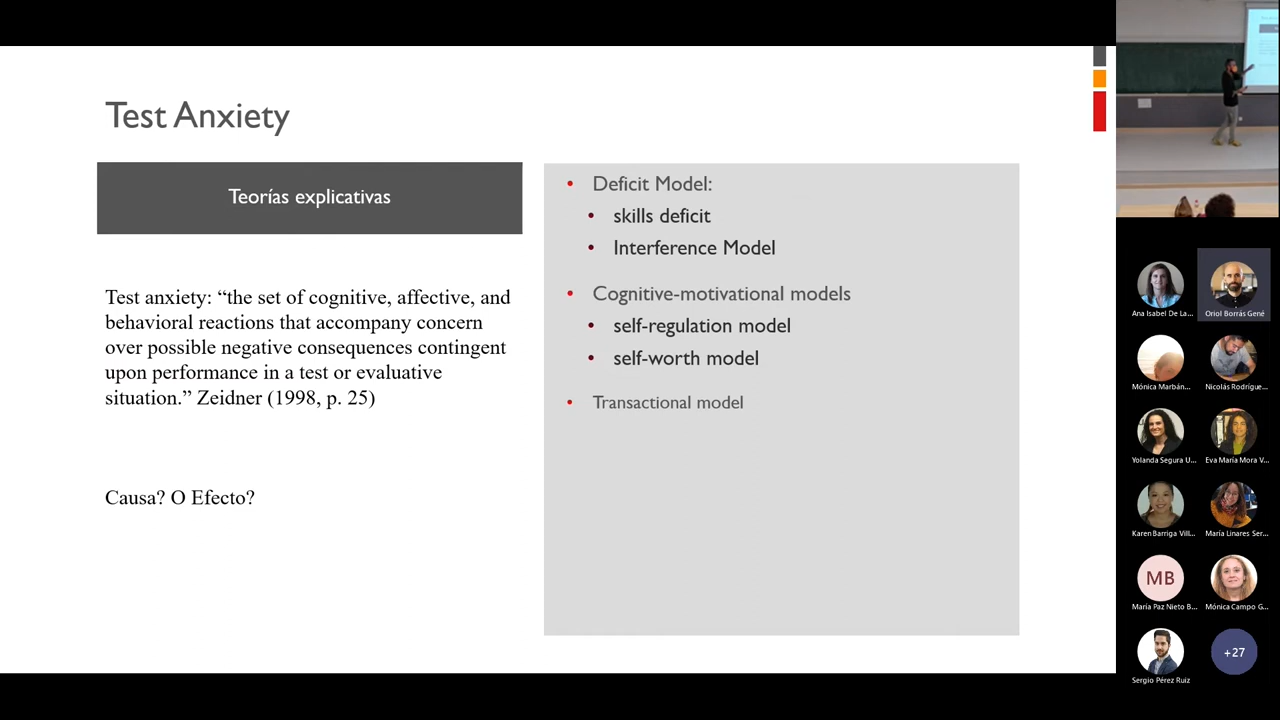 Test Anxiety
Teorías explicativas
Test anxiety: “the set of cognitive, affective, and
behavioral reactions that accompany concern
over possible negative consequences contingent
upon performance in a test or evaluative
situation.” Zeidner (1998, p. 25)
Causa? O Efecto?
• Deficit Model:
• skills deficit
• Interference Model
• Cognitive-motivational models
• self-regulation model
• self-worth model
• Transactional model
Ana Isabel De La...
Oriol Borrás Gené
Mónica Marbán...
Nicolás Rodrígue...
Yolanda Segura U...
Eva María Mora V...
Karen Barriga Vill...
María Linares Ser...
MB
María Paz Nieto B...
Mónica Campo G...
Sergio Pérez Ruiz
+27